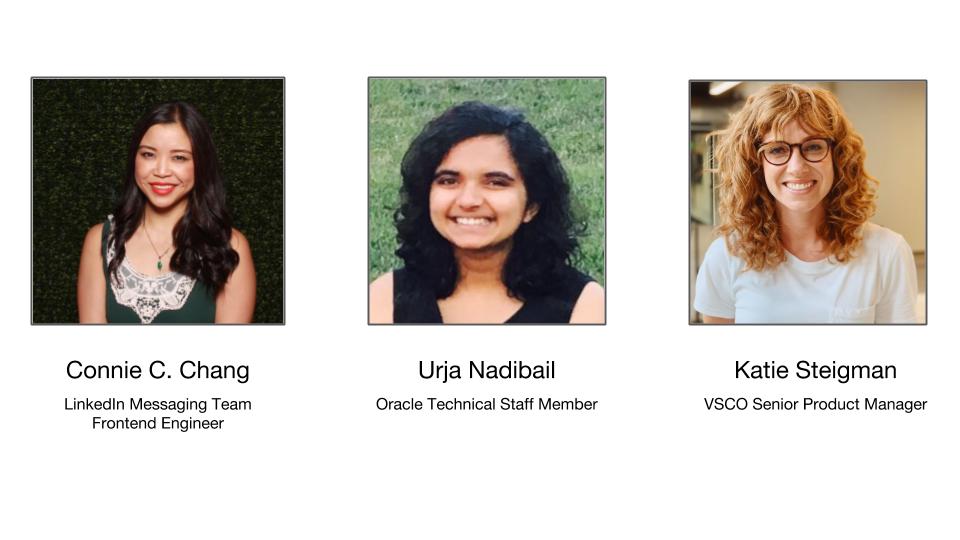 Connie C. Chang
LinkedIn Messaging Team
Frontend Engineer
Urja Nadibail
Oracle Technical Staff Member
Katie Steigman
VSCO Senior Product Manager